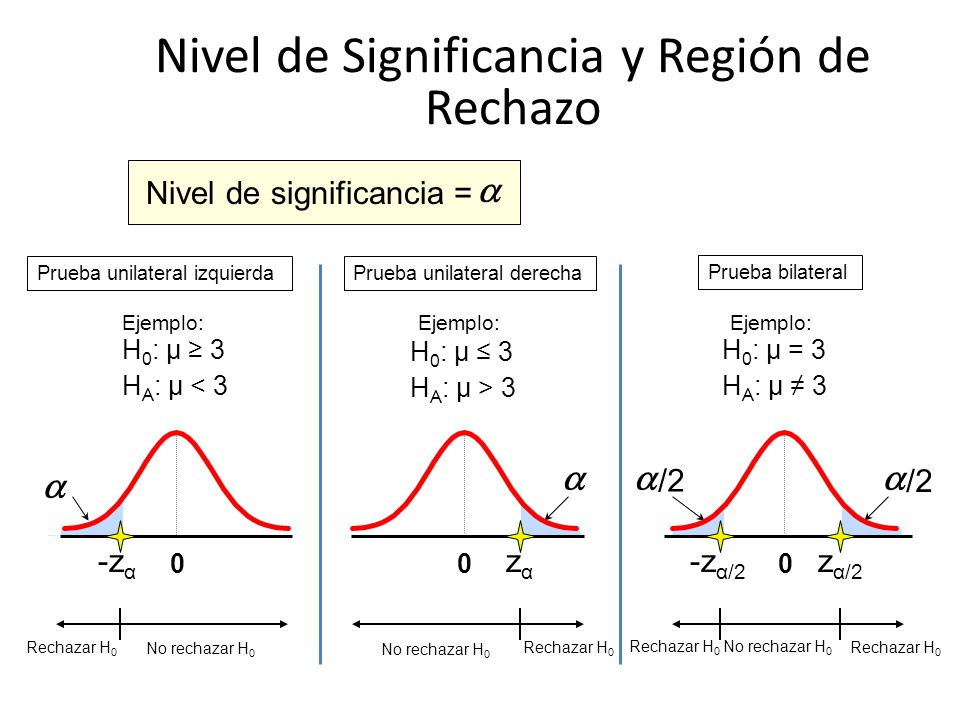 Nivel de Significancia y Región de
Rechazo
Nivel de significancia = α
Prueba unilateral izquierda
Ejemplo:
H₀: μ ≥ 3
Hₐ: μ < 3
α
-zα
0
Rechazar H₀
No rechazar H₀
Prueba unilateral derecha
Ejemplo:
H₀: μ ≤ 3
Hₐ: μ > 3
α
0
zα
No rechazar H₀
Rechazar H₀
Prueba bilateral
Ejemplo:
H₀: μ = 3
Hₐ: μ ≠ 3
α/2
α/2
-zα/2
0
zα/2
Rechazar H₀
No rechazar H₀
Rechazar H₀